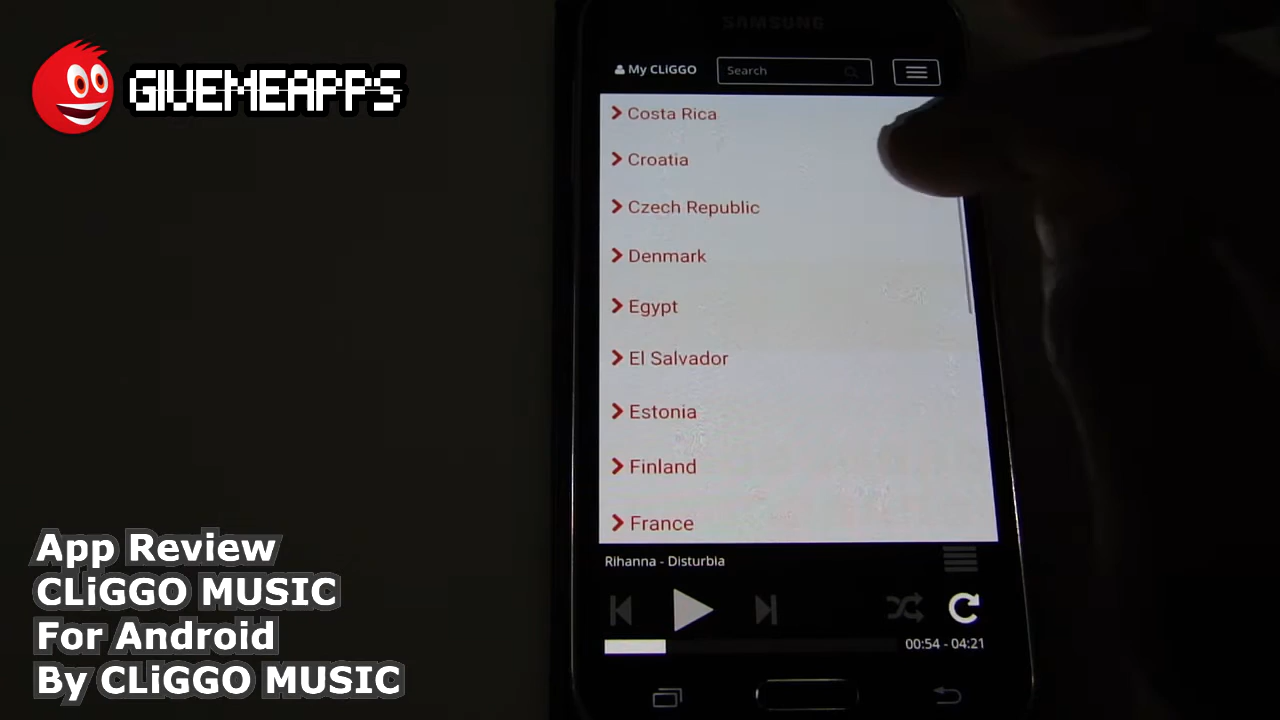 GIVEMEAPPS
SAMSUNG
My CLiGGO
Search
Costa Rica
Croatia
Czech Republic
Denmark
Egypt
El Salvador
Estonia
Finland
France
Rihanna - Disturbia
00:54 - 04:21
App Review
CLiGGO MUSIC
For Android
By CLiGGO MUSIC